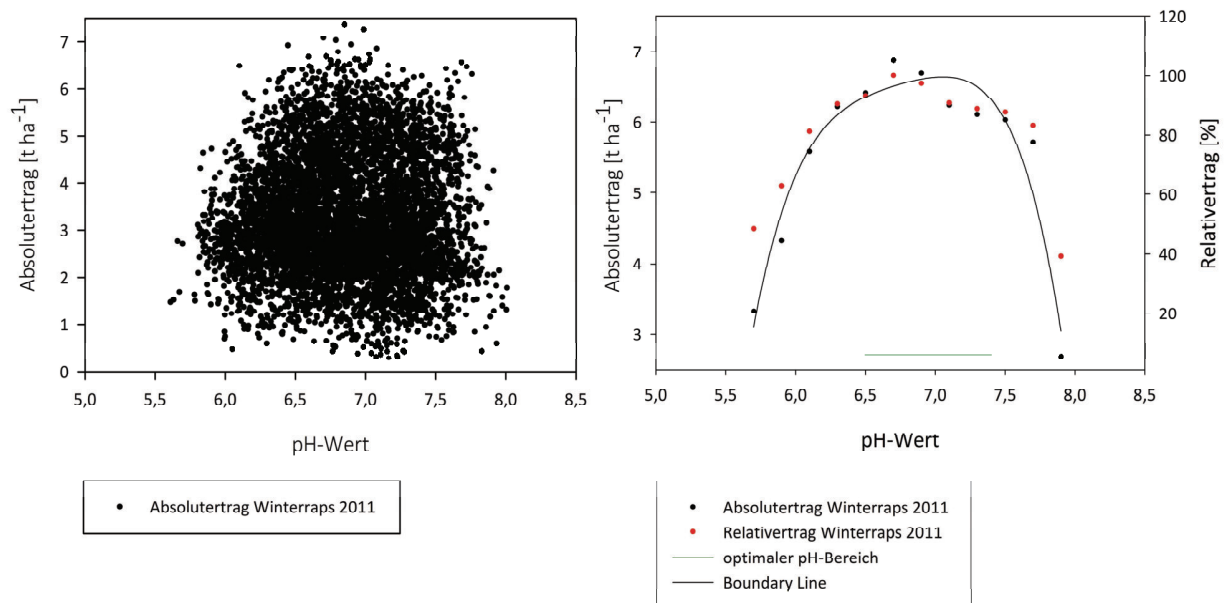 Absolutertrag [t ha⁻¹]
7
6
5
4
3
2
1
0
5,0 5,5 6,0 6,5 7,0 7,5 8,0 8,5
pH-Wert
Absolutertrag Winterraps 2011
Absolutertrag [t ha⁻¹]
7
6
5
4
3
120
100
80
60
40
20
Relativertrag [%]
5,0 5,5 6,0 6,5 7,0 7,5 8,0 8,5
pH-Wert
Absolutertrag Winterraps 2011
Relativertrag Winterraps 2011
optimaler pH-Bereich
Boundary Line